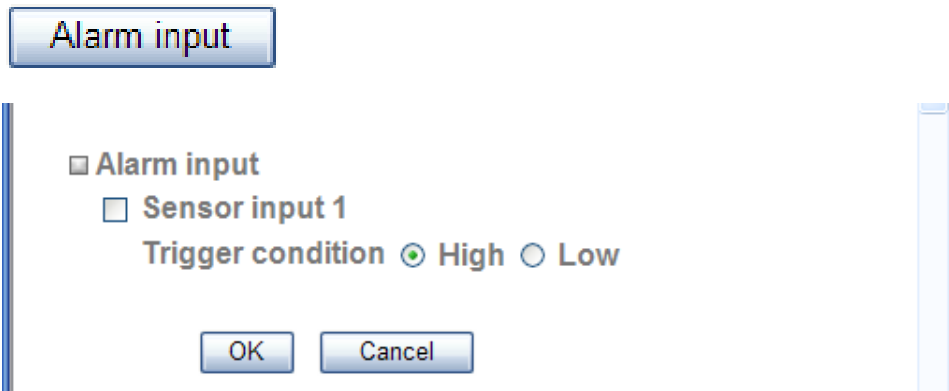 Alarm input
Alarm input
Sensor input 1
Trigger condition High Low
OK Cancel